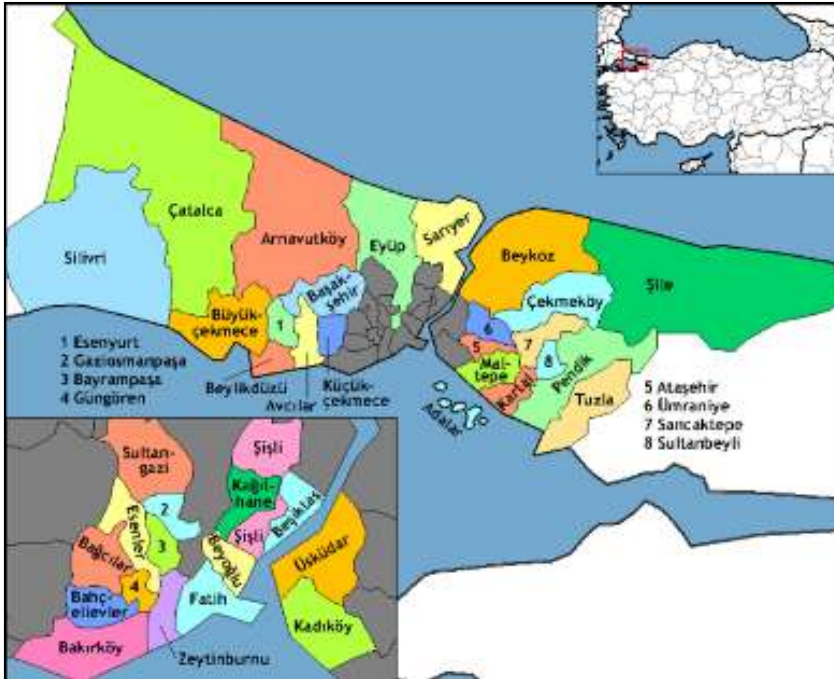 Çatalca
Silivri
Arnavutköy
Eyüp
Sarıyer
Beykoz
Şile
Çekmeköy
Başak-
şehir
Büyük-
çekmece
1
6
5
7
8
Mal-
tepe
Kartal
Pendik
Tuzla
Beylikdüzü
Avcılar
Küçük-
çekmece
Adalar
1 Esenyurt
2 Gaziosmanpaşa
3 Bayrampaşa
4 Güngören
5 Ataşehir
6 Ümraniye
7 Sancaktepe
8 Sultanbeyli
Sultan-
gazi
Şişli
Kağıt-
hane
Beşiktaş
2
Esenler
3
Şişli
Beyoğlu
Üsküdar
Bağcılar
4
Bahç-
elievler
Fatih
Kadıköy
Bakırköy
Zeytinburnu